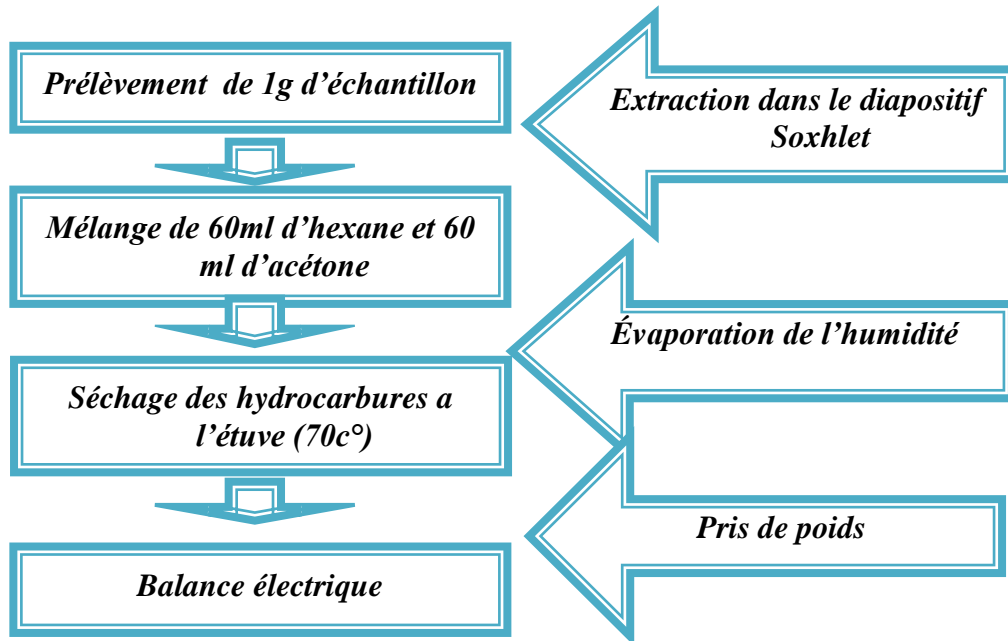 Prélèvement de 1g d'échantillon
Extraction dans le diapositif
Soxhlet
Mélange de 60ml d'hexane et 60
ml d'acétone
Évaporation de l'humidité
Séchage des hydrocarbures a
l'étuve (70c°)
Pris de poids
Balance électrique